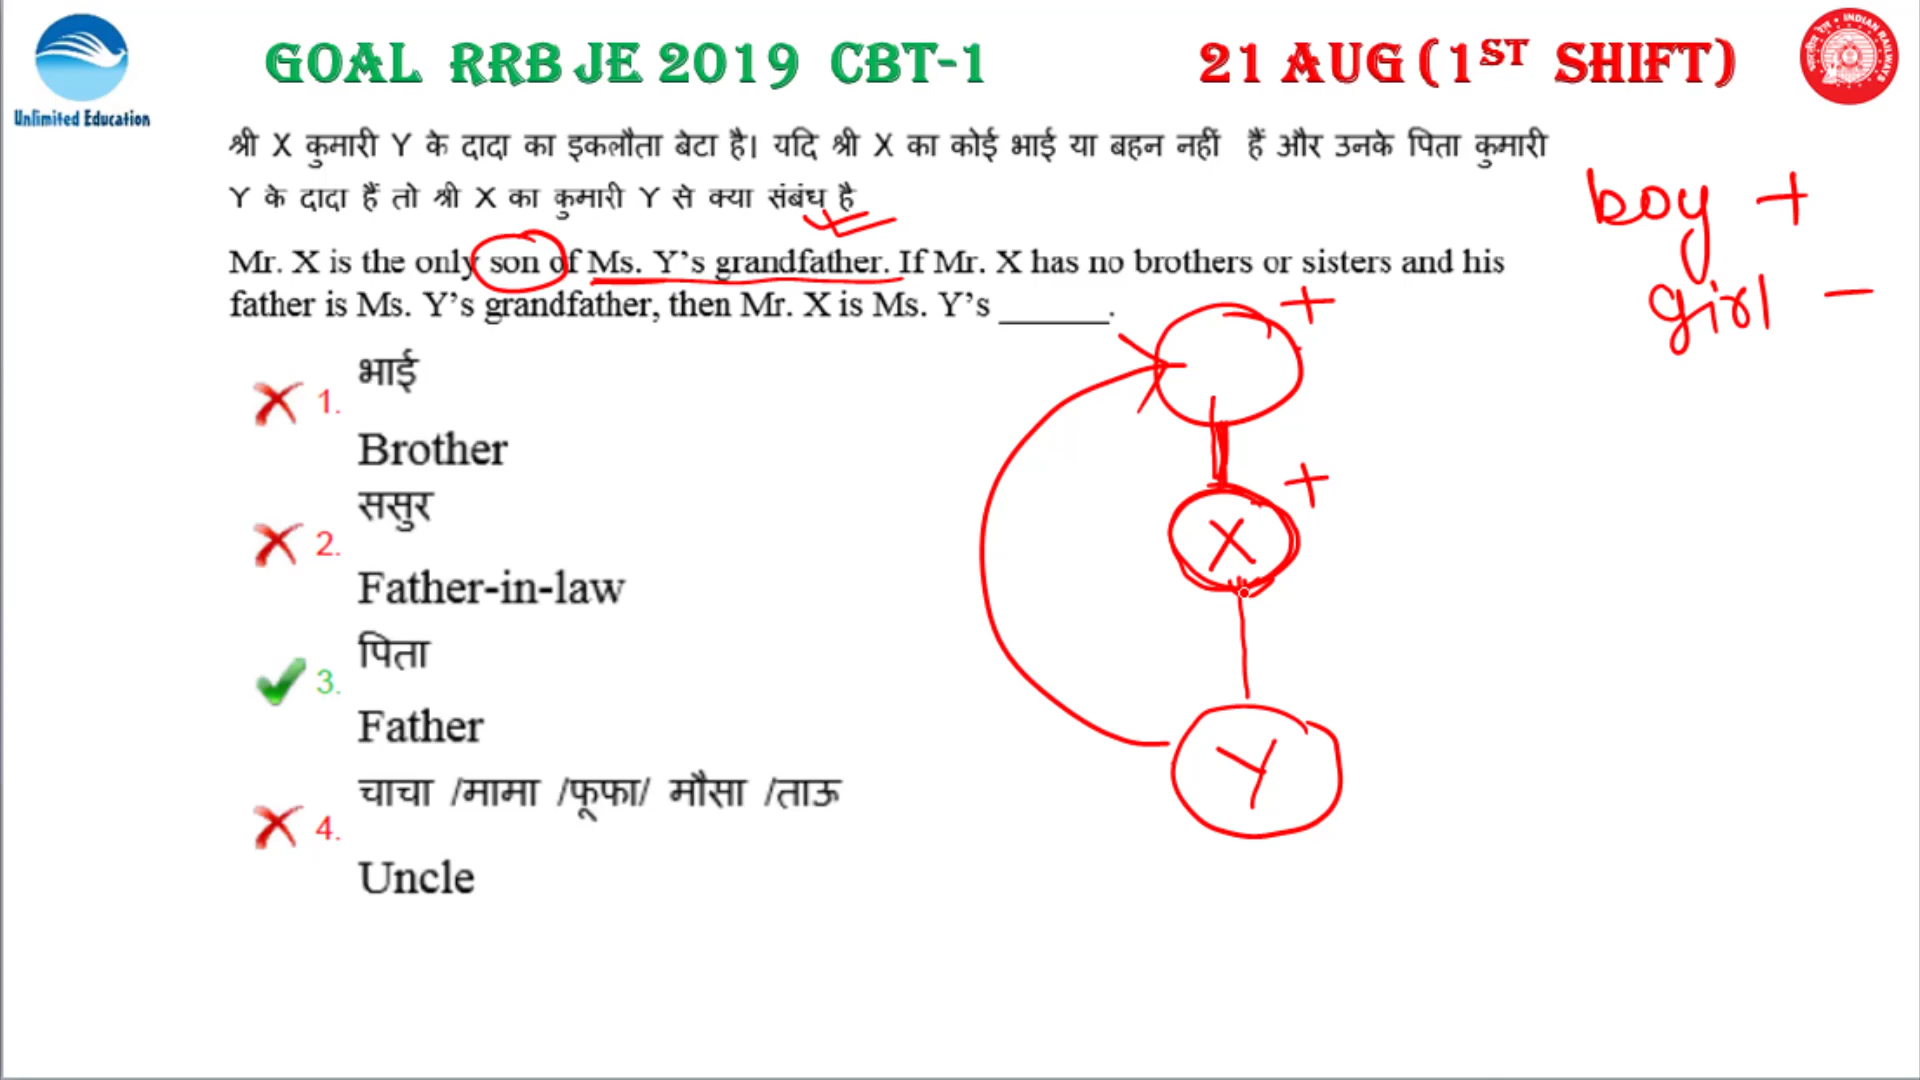 Unlimited Education
GOAL RRB JE 2019 CBT-1
21 AUG (1ST SHIFT)
INDIAN RAILWAYS
श्री X कुमारी Y के दादा का इकलौता बेटा है। यदि श्री X का कोई भाई या बहन नहीं हैं और उनके पिता कुमारी
Y के दादा हैं तो श्री X का कुमारी Y से क्या संबंध है
Mr. X is the only son of Ms. Y’s grandfather. If Mr. X has no brothers or sisters and his
father is Ms. Y’s grandfather, then Mr. X is Ms. Y’s ______.
boy +
girl −
भाई
1.
Brother
ससुर
2.
Father-in-law
पिता
3.
Father
चाचा /मामा /फूफा/ मौसा /ताऊ
4.
Uncle
+
X +
Y